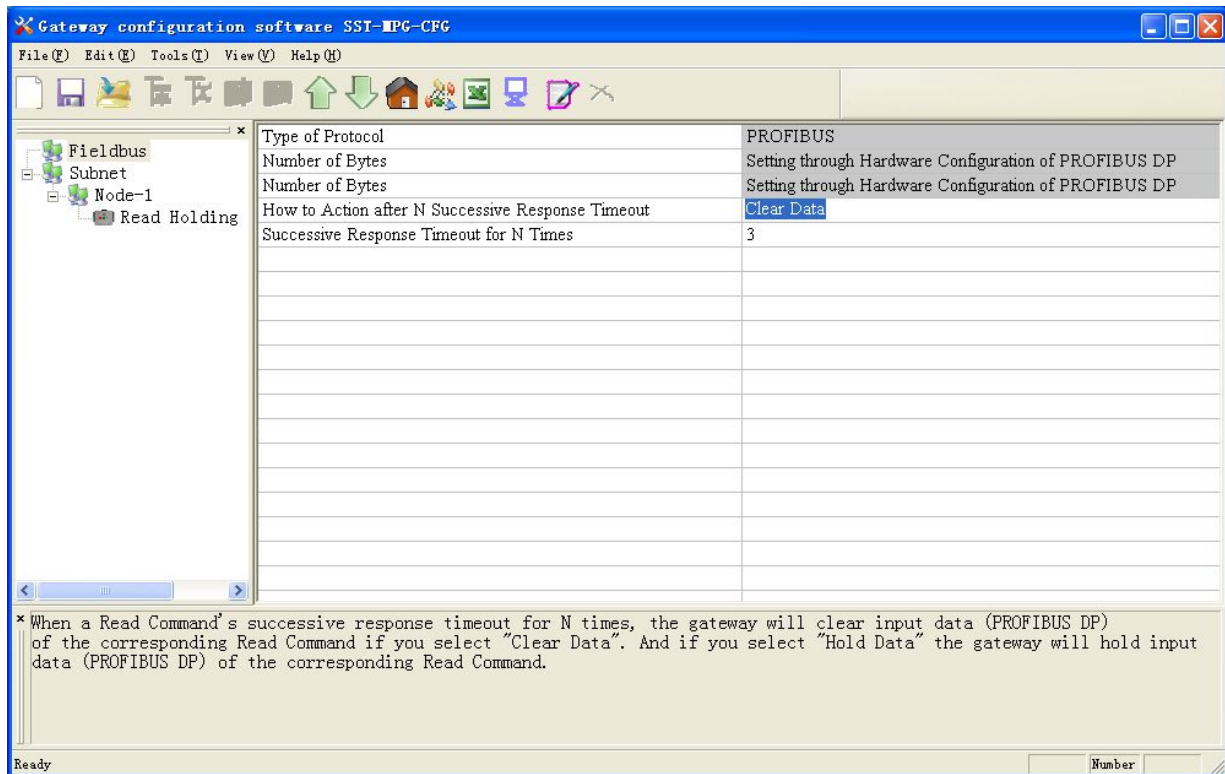 Gateway configuration software SST-MPG-CFG
File(F) Edit(E) Tools(T) View(V) Help(H)
Fieldbus
Subnet
Node-1
Read Holding
Type of Protocol PROFIBUS
Number of Bytes Setting through Hardware Configuration of PROFIBUS DP
Number of Bytes Setting through Hardware Configuration of PROFIBUS DP
How to Action after N Successive Response Timeout Clear Data
Successive Response Timeout for N Times 3
When a Read Command's successive response timeout for N times, the gateway will clear input data (PROFIBUS DP)
of the corresponding Read Command if you select "Clear Data". And if you select "Hold Data" the gateway will hold input
data (PROFIBUS DP) of the corresponding Read Command.
Ready Number